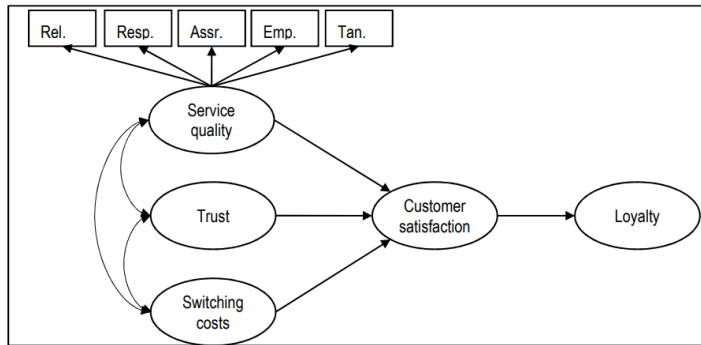 Rel.
Resp.
Assr.
Emp.
Tan.
Service
quality
Trust
Customer
satisfaction
Loyalty
Switching
costs